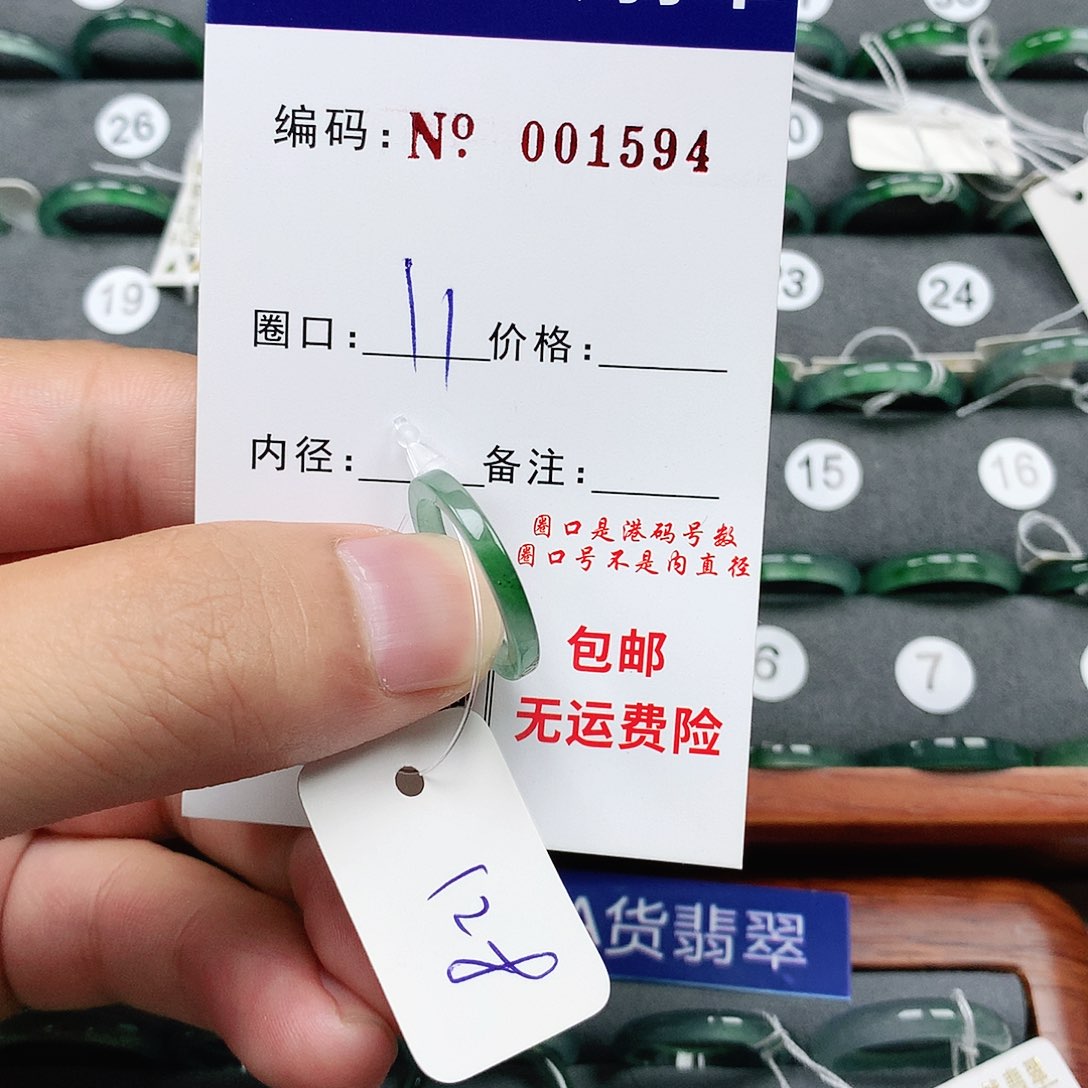 编码: Nº 001594
圈口: 11 价格:
内径: 备注:
圈口是港码号数
圈口号不是内直径
包邮
无运费险
A货翡翠
26
19
23
24
15
16
6
7